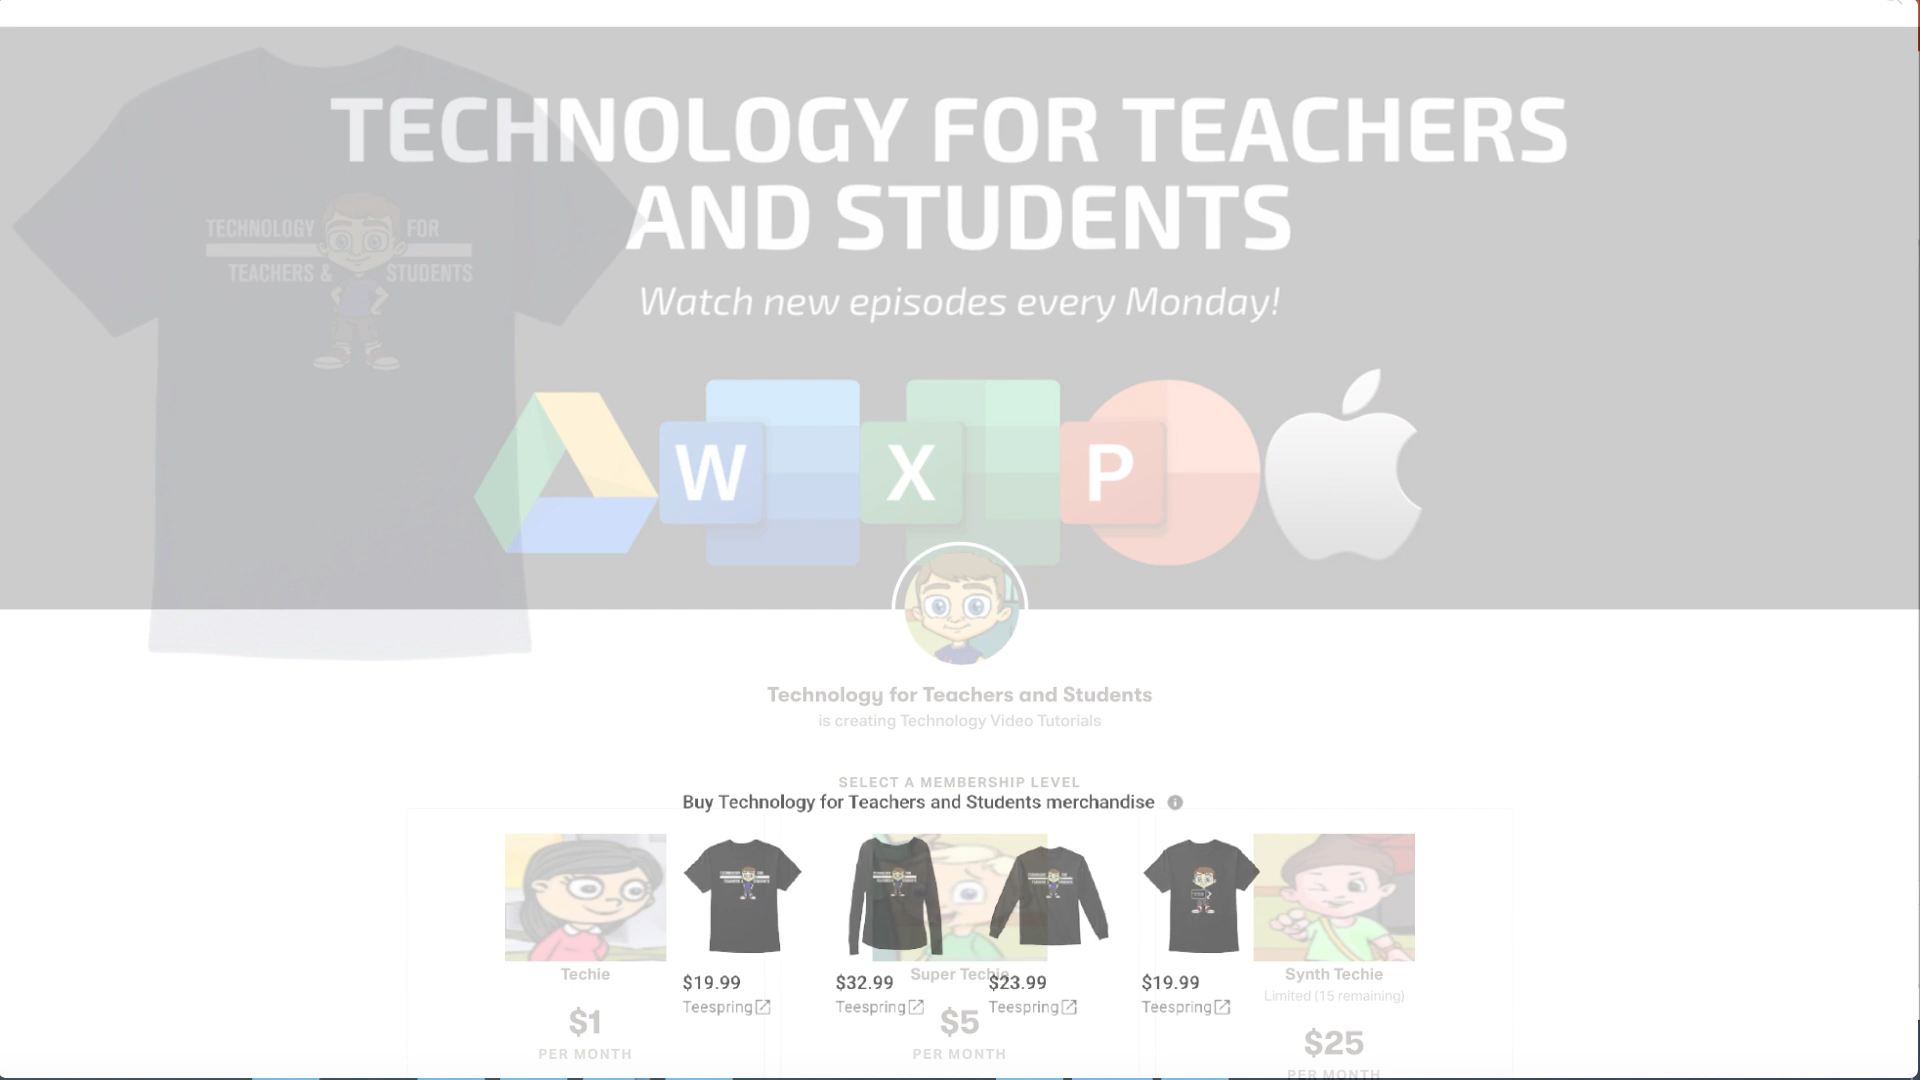 TECHNOLOGY FOR TEACHERS
AND STUDENTS
Watch new episodes every Monday!
TECHNOLOGY FOR
TEACHERS & STUDENTS
W X P
Technology for Teachers and Students
is creating Technology Video Tutorials
SELECT A MEMBERSHIP LEVEL
Buy Technology for Teachers and Students merchandise
Techie
Super Techie
Synth Techie
Limited (15 remaining)
$19.99 $32.99 $23.99 $19.99
Teespring Teespring Teespring Teespring
$1 $5 $25
PER MONTH PER MONTH PER MONTH